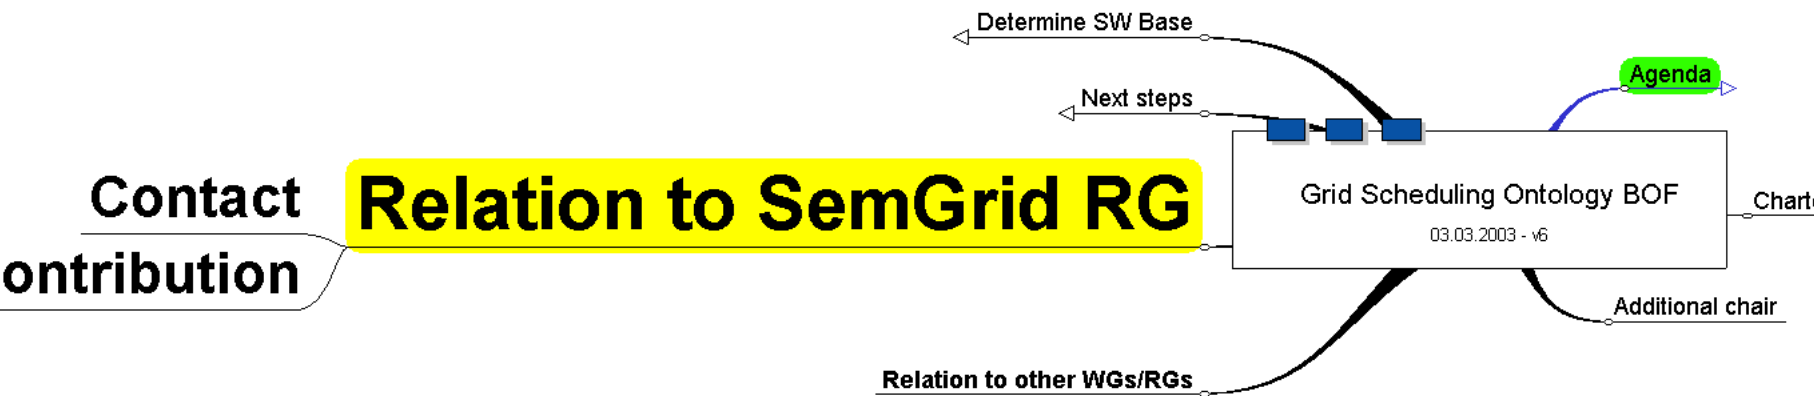 Determine SW Base
Agenda
Next steps
Contact
Relation to SemGrid RG
Grid Scheduling Ontology BOF
03.03.2003 - v6
ontribution
Additional chair
Relation to other WGs/RGs